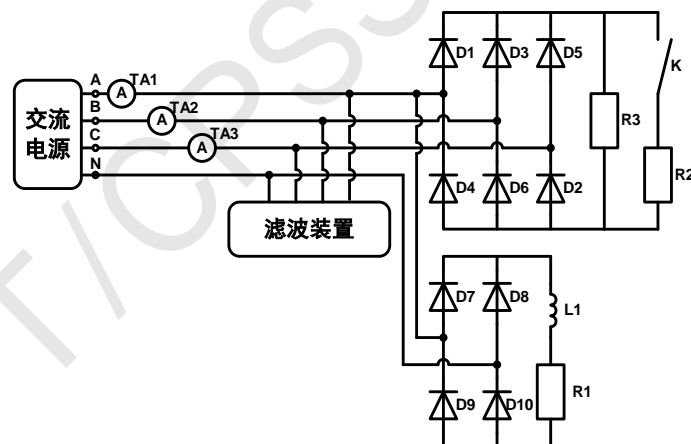 T/CPSS
交流
电源
A
B
C
N
A
TA1
A
TA2
A
TA3
滤波装置
D1
D3
D5
D4
D6
D2
R3
K
R2
D7
D8
L1
D9
D10
R1